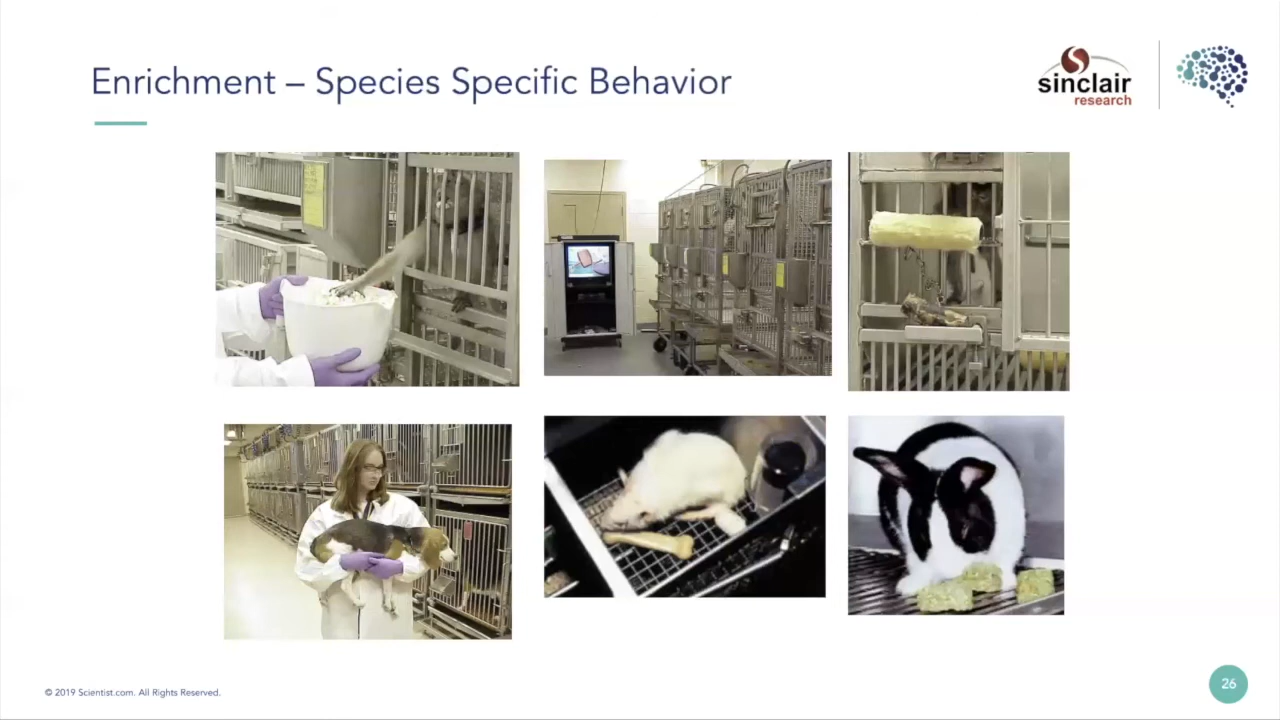 Enrichment – Species Specific Behavior
sinclair
research
© 2019 Scientist.com. All Rights Reserved.
26